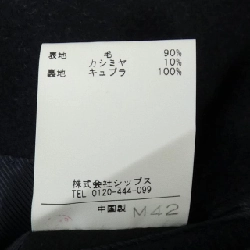 表地 毛 90%
カシミヤ 10%
裏地 キュプラ 100%
株式会社シップス
TEL 0120-444-099
中国製 M42